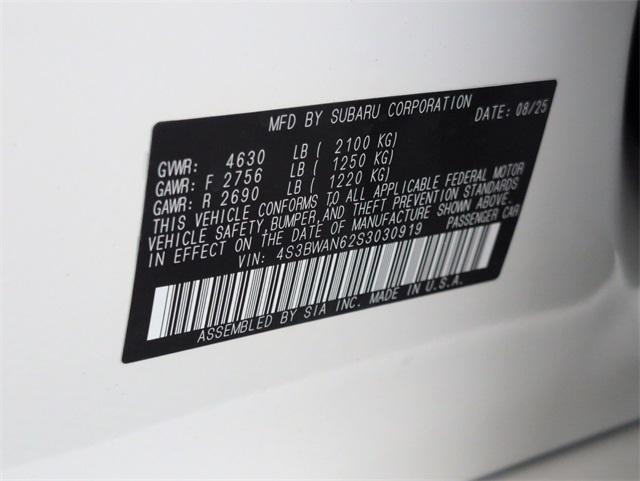 MFD BY SUBARU CORPORATION DATE: 08/25
GVWR: 4630 LB ( 2100 KG)
GAWR: F 2756 LB ( 1250 KG)
GAWR: R 2690 LB ( 1220 KG)
THIS VEHICLE CONFORMS TO ALL APPLICABLE FEDERAL MOTOR
VEHICLE SAFETY, BUMPER, AND THEFT PREVENTION STANDARDS
IN EFFECT ON THE DATE OF MANUFACTURE SHOWN ABOVE.
VIN: 4S3BWAN62S3030919 PASSENGER CAR
ASSEMBLED BY SIA INC. MADE IN U.S.A.